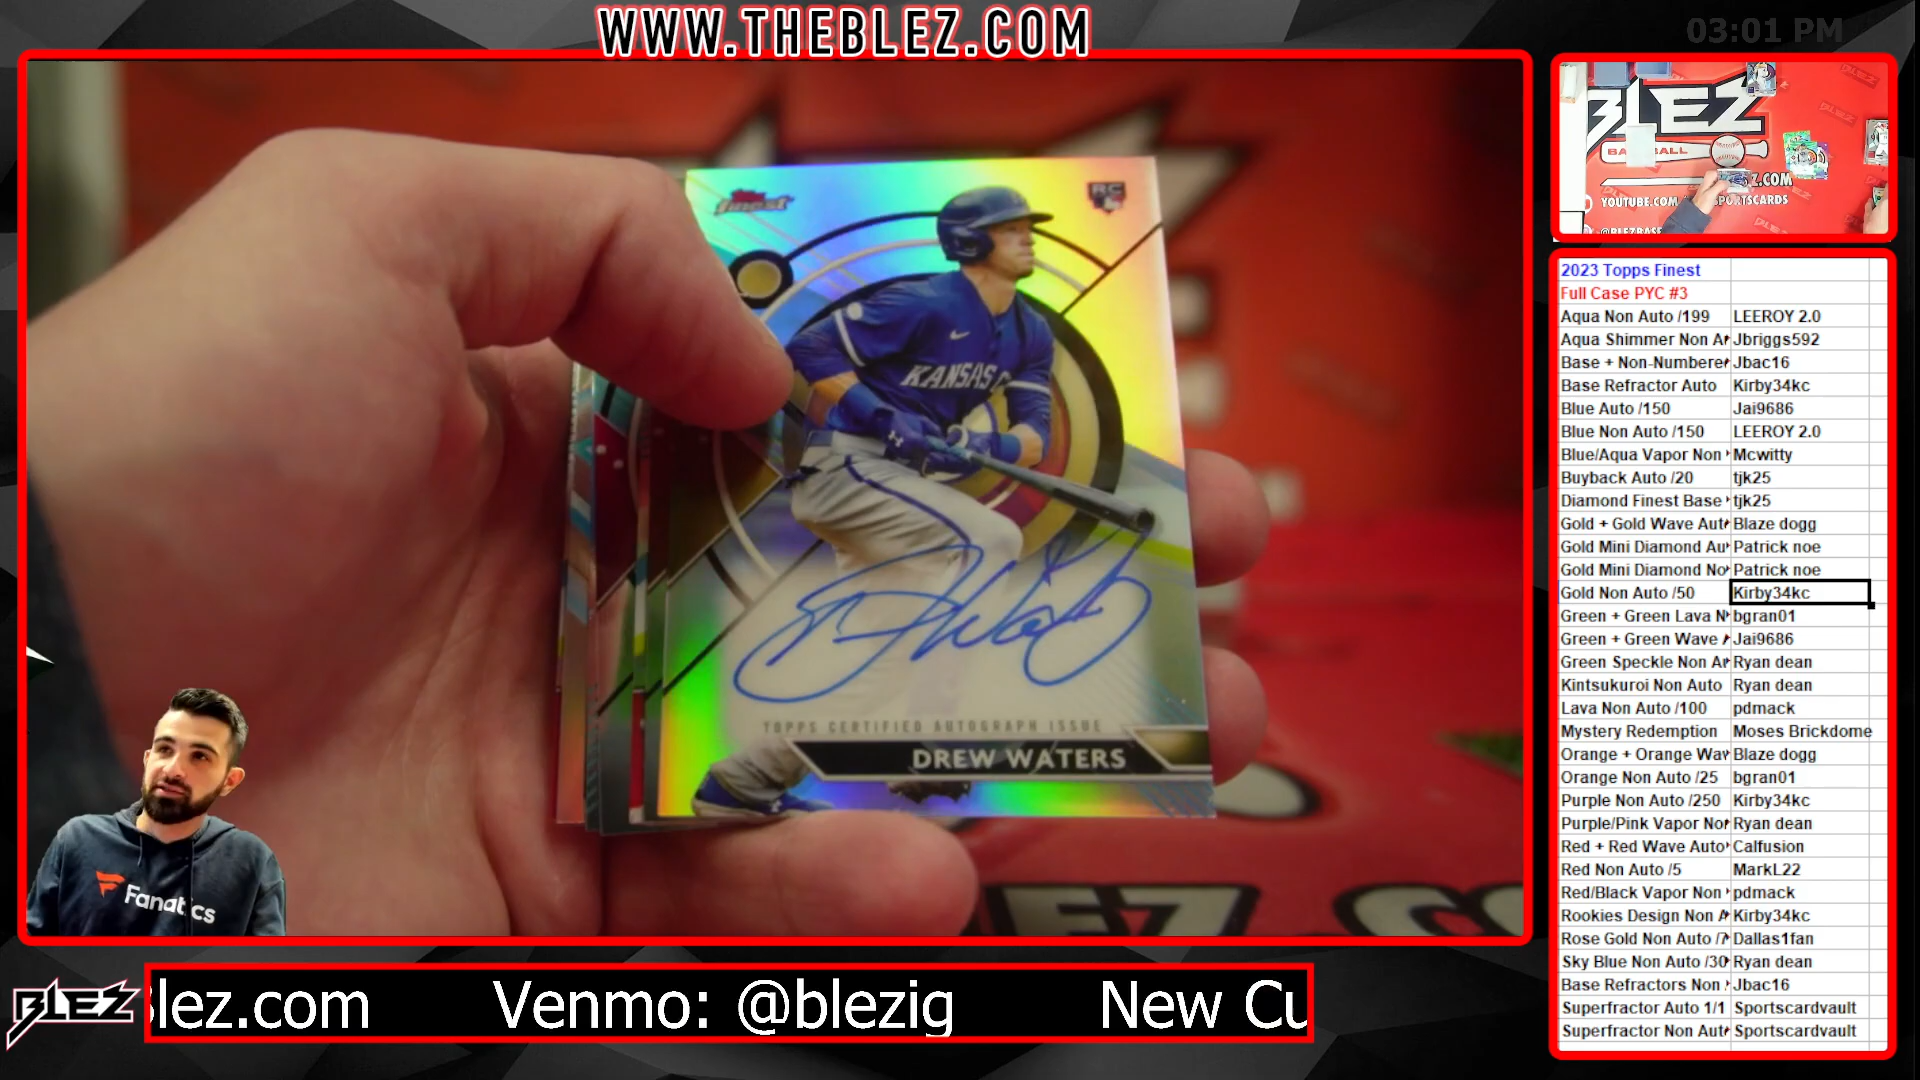 WWW.THEBLEZ.COM
03:01 PM
Topps
finest
RC
KANSAS C
TOPPS CERTIFIED AUTOGRAPH ISSUE
DREW WATERS
Fanatics
BLEZ
BLEZ
YOUTUBE.COM
Z.COM
PORTSCARDS
2023 Topps Finest
Full Case PYC #3
Aqua Non Auto /199 LEEROY 2.0
Aqua Shimmer Non A Jbriggs592
Base + Non-Numbere Jbac16
Base Refractor Auto Kirby34kc
Blue Auto /150 Jai9686
Blue Non Auto /150 LEEROY 2.0
Blue/Aqua Vapor Non Mcwitty
Buyback Auto /20 tjk25
Diamond Finest Base tjk25
Gold + Gold Wave Aut Blaze dogg
Gold Mini Diamond Au Patrick noe
Gold Mini Diamond No Patrick noe
Gold Non Auto /50 Kirby34kc
Green + Green Lava N bgran01
Green + Green Wave Jai9686
Green Speckle Non A Ryan dean
Kintsukuroi Non Auto Ryan dean
Lava Non Auto /100 pdmack
Mystery Redemption Moses Brickdome
Orange + Orange Wav Blaze dogg
Orange Non Auto /25 bgran01
Purple Non Auto /250 Kirby34kc
Purple/Pink Vapor No Ryan dean
Red + Red Wave Auto Calfusion
Red Non Auto /5 MarkL22
Red/Black Vapor Non pdmack
Rookies Design Non A Kirby34kc
Rose Gold Non Auto /7 Dallas1fan
Sky Blue Non Auto /30 Ryan dean
Base Refractors Non Jbac16
Superfractor Auto 1/1 Sportscardvault
Superfractor Non Aut Sportscardvault
lez.com Venmo: @blezig New Cu